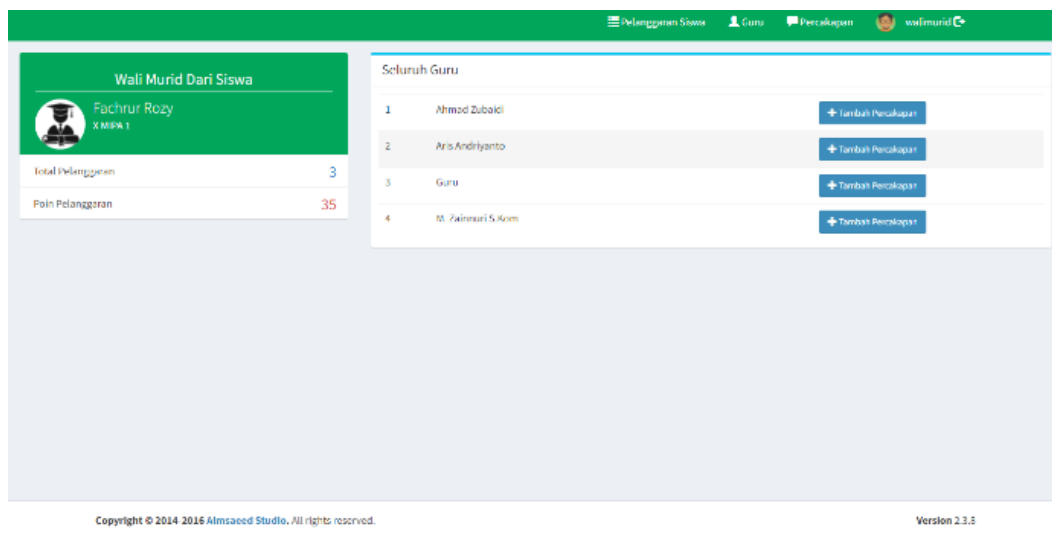 Pelanggaran Siswa Guru Percakapan walimurid
Wali Murid Dari Siswa
Fachrur Rozy
X MIPA 1
Total Pelanggaran 3
Poin Pelanggaran 35
Seluruh Guru
1 Ahmad Zubaidi + Tambah Percakapan
2 Aris Andriyanto + Tambah Percakapan
3 Guru + Tambah Percakapan
4 M. Zainnuri S.Kom + Tambah Percakapan
Copyright © 2014-2016 Almsaeed Studio. All rights reserved.
Version 2.3.8